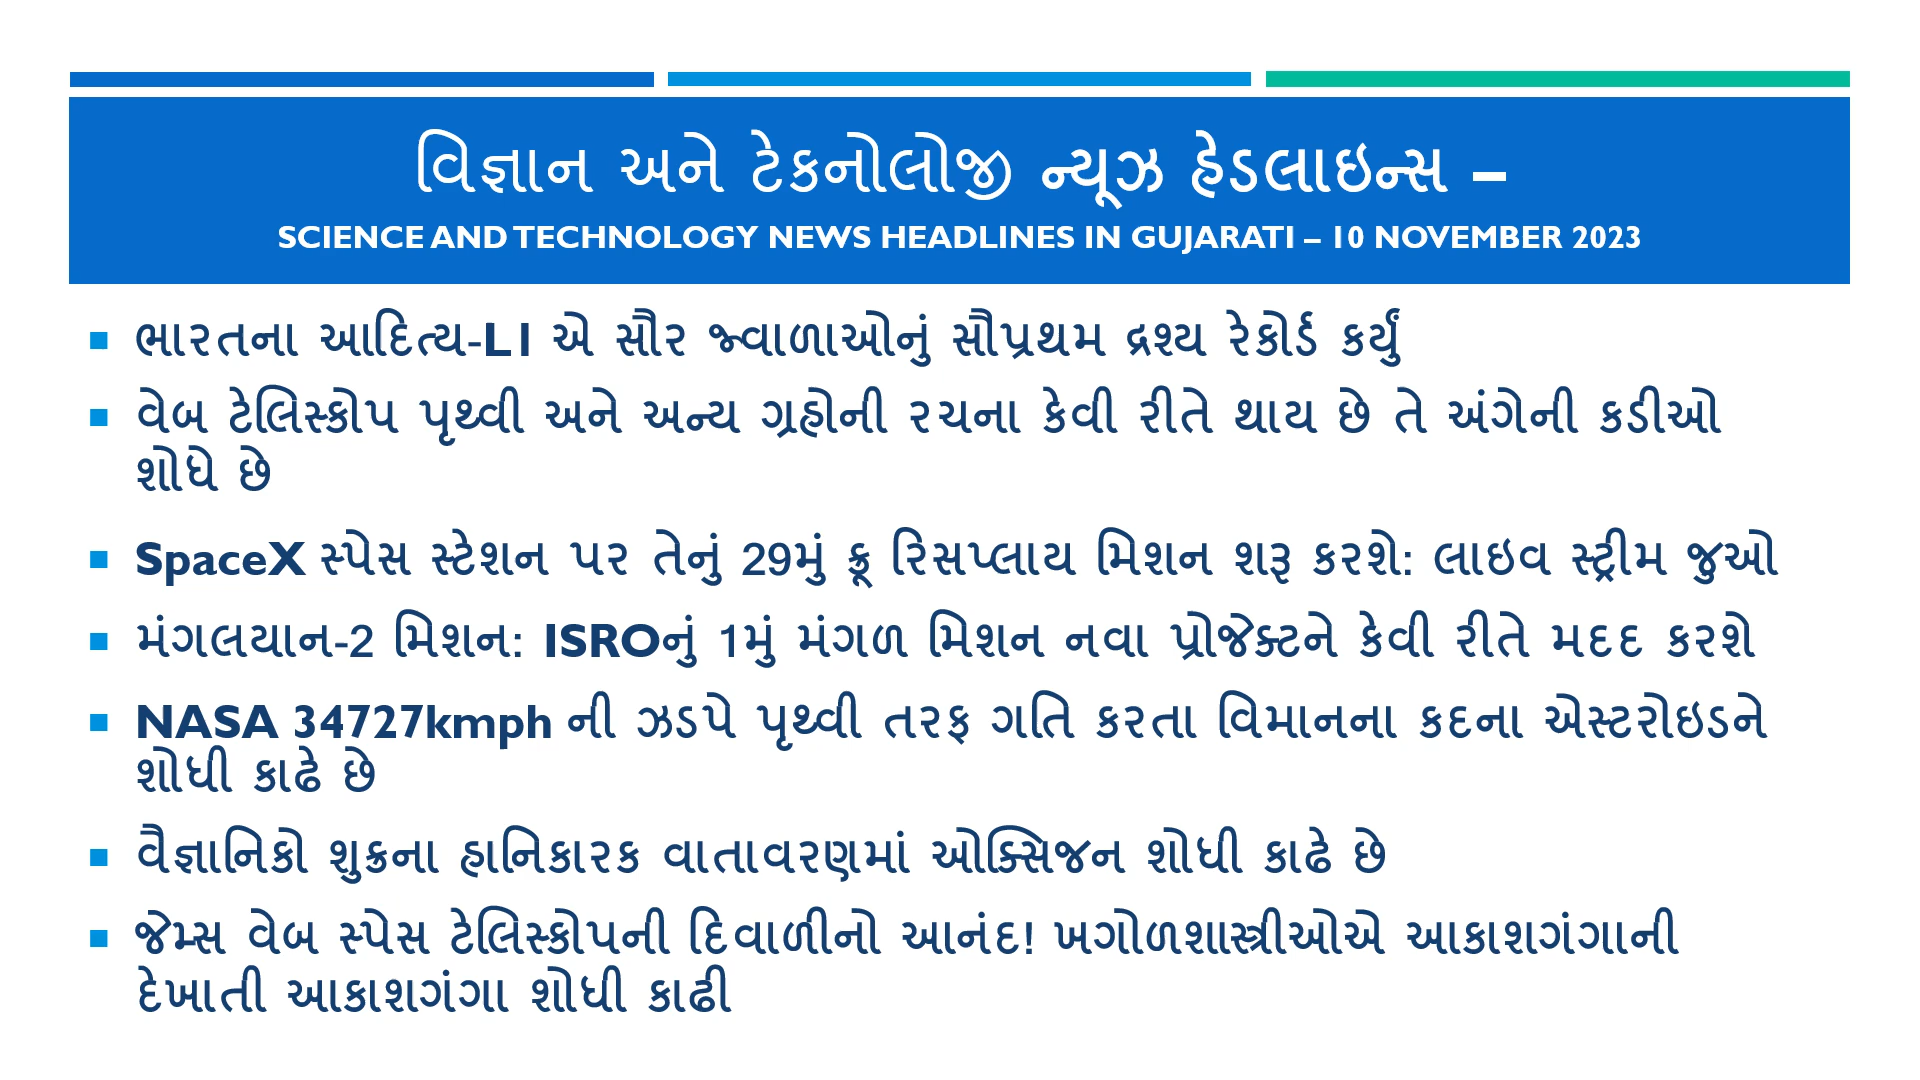 વિજ્ઞાન અને ટેકનોલોજી ન્યૂઝ હેડલાઇન્સ –
SCIENCE AND TECHNOLOGY NEWS HEADLINES IN GUJARATI – 10 NOVEMBER 2023
ભારતના આદિત્ય-L1 એ સૌર જ્વાળાઓનું સૌપ્રથમ દ્રશ્ય રેકોર્ડ કર્યું
વેબ ટેલિસ્કોપ પૃથ્વી અને અન્ય ગ્રહોની રચના કેવી રીતે થાય છે તે અંગેની કડીઓ
શોધે છે
SpaceX સ્પેસ સ્ટેશન પર તેનું 29મું ક્રૂ રિસપ્લાય મિશન શરૂ કરશે: લાઇવ સ્ટ્રીમ જુઓ
મંગલયાન-2 મિશન: ISROનું 1મું મંગળ મિશન નવા પ્રોજેક્ટને કેવી રીતે મદદ કરશે
NASA 34727kmph ની ઝડપે પૃથ્વી તરફ ગતિ કરતા વિમાનના કદના એસ્ટરોઇડને
શોધી કાઢે છે
વૈજ્ઞાનિકો શુક્રના હાનિકારક વાતાવરણમાં ઓક્સિજન શોધી કાઢે છે
જેમ્સ વેબ સ્પેસ ટેલિસ્કોપની દિવાળીનો આનંદ! ખગોળશાસ્ત્રીઓએ આકાશગંગાની
દેખાતી આકાશગંગા શોધી કાઢી